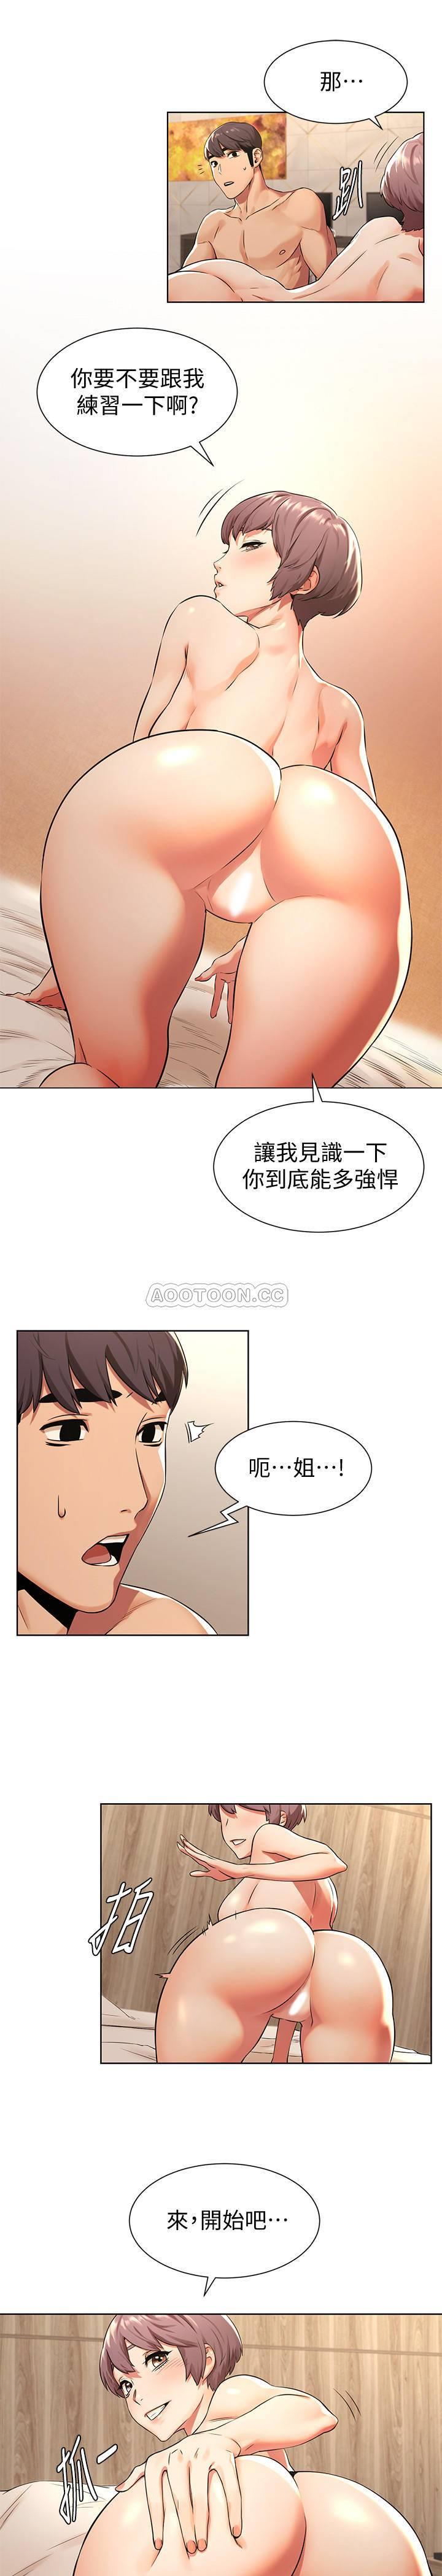 那…
趴
你要不要跟我
練習一下啊?
讓我見識一下
你到底能多強悍
AOOTOON.CC
呃…姐…!
拍
來，開始吧…
抓一